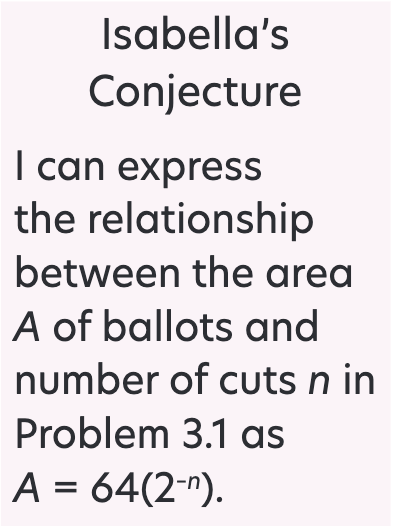 Isabella’s
Conjecture
I can express
the relationship
between the area
A of ballots and
number of cuts n in
Problem 3.1 as
A = 64(2⁻ⁿ).